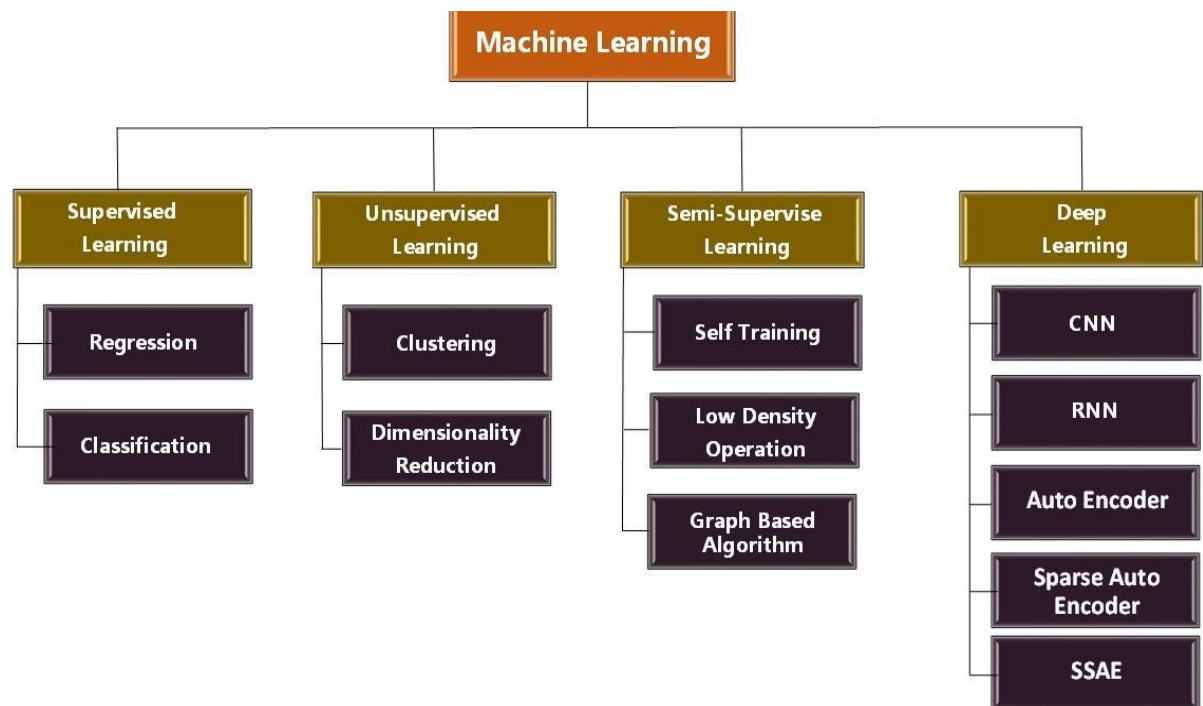 Machine Learning
Supervised
Learning
Regression
Classification
Unsupervised
Learning
Clustering
Dimensionality
Reduction
Semi-Supervise
Learning
Self Training
Low Density
Operation
Graph Based
Algorithm
Deep
Learning
CNN
RNN
Auto Encoder
Sparse Auto
Encoder
SSAE